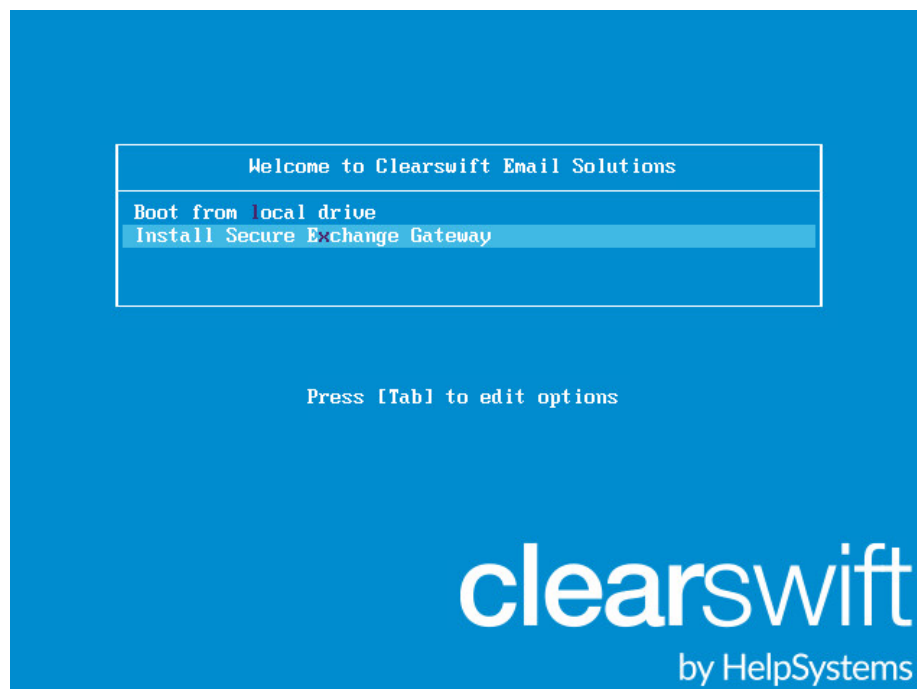 Welcome to Clearswift Email Solutions
Boot from local drive
Install Secure Exchange Gateway
Press [Tab] to edit options
clearswift
by HelpSystems